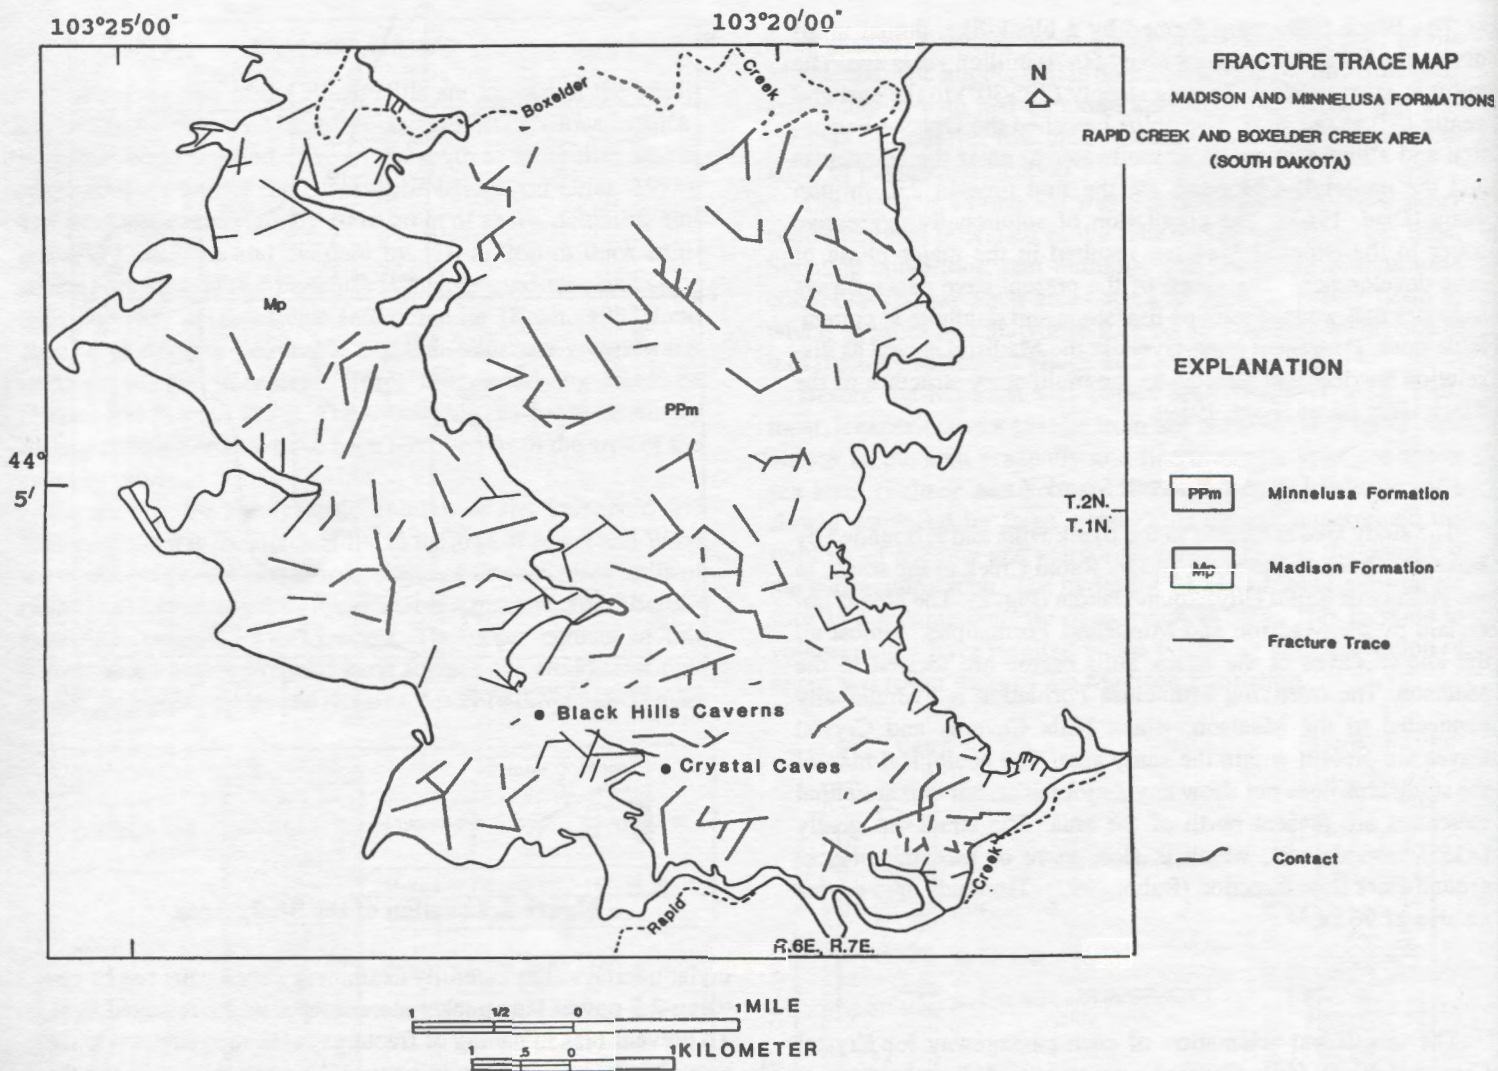 103°25'00"
103°20'00"
FRACTURE TRACE MAP
MADISON AND MINNELUSA FORMATIONS
RAPID CREEK AND BOXELDER CREEK AREA
(SOUTH DAKOTA)
N
Boxelder
Creek
Mp
PPm
44°
5'
T.2N.
T.1N.
EXPLANATION
PPm Minnelusa Formation
Mp Madison Formation
Fracture Trace
Contact
Black Hills Caverns
Crystal Caves
Rapid
Creek
R.6E. R.7E.
1 1/2 0 1 MILE
1 .5 0 1 KILOMETER